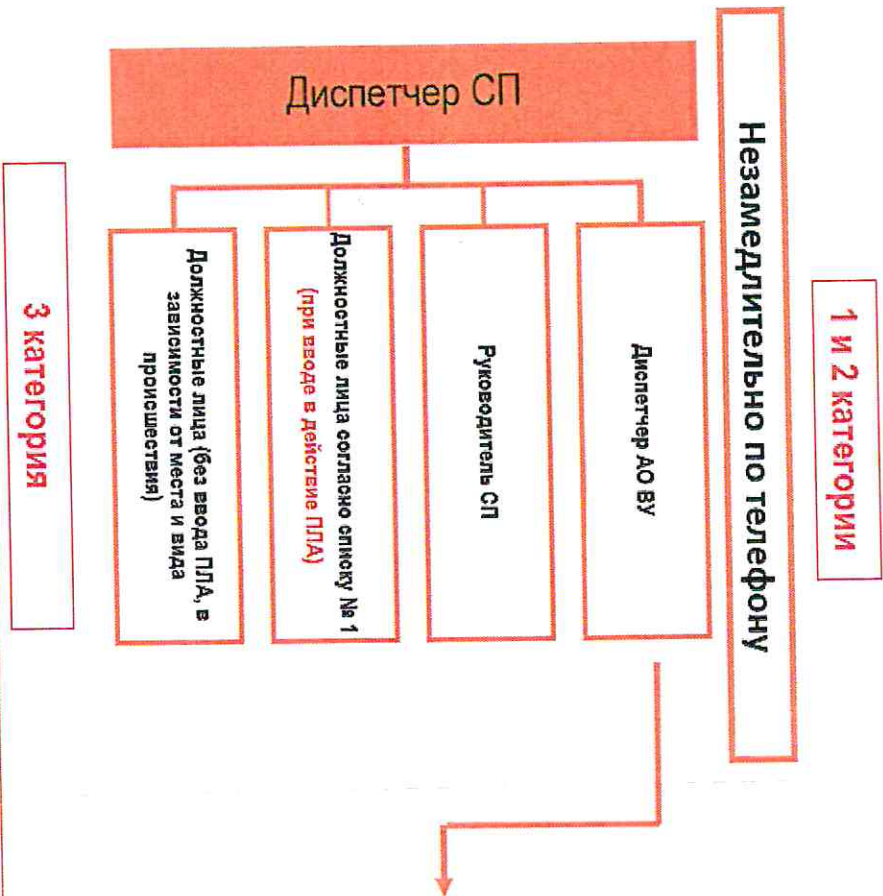 1 и 2 категории
Незамедлительно по телефону
Диспетчер СП
Диспетчер АО ВУ
Руководитель СП
Должностные лица согласно списку № 1
(при вводе в действие ПЛА)
Должностные лица (без ввода ПЛА, в
зависимости от места и вида
происшествия)
3 категория